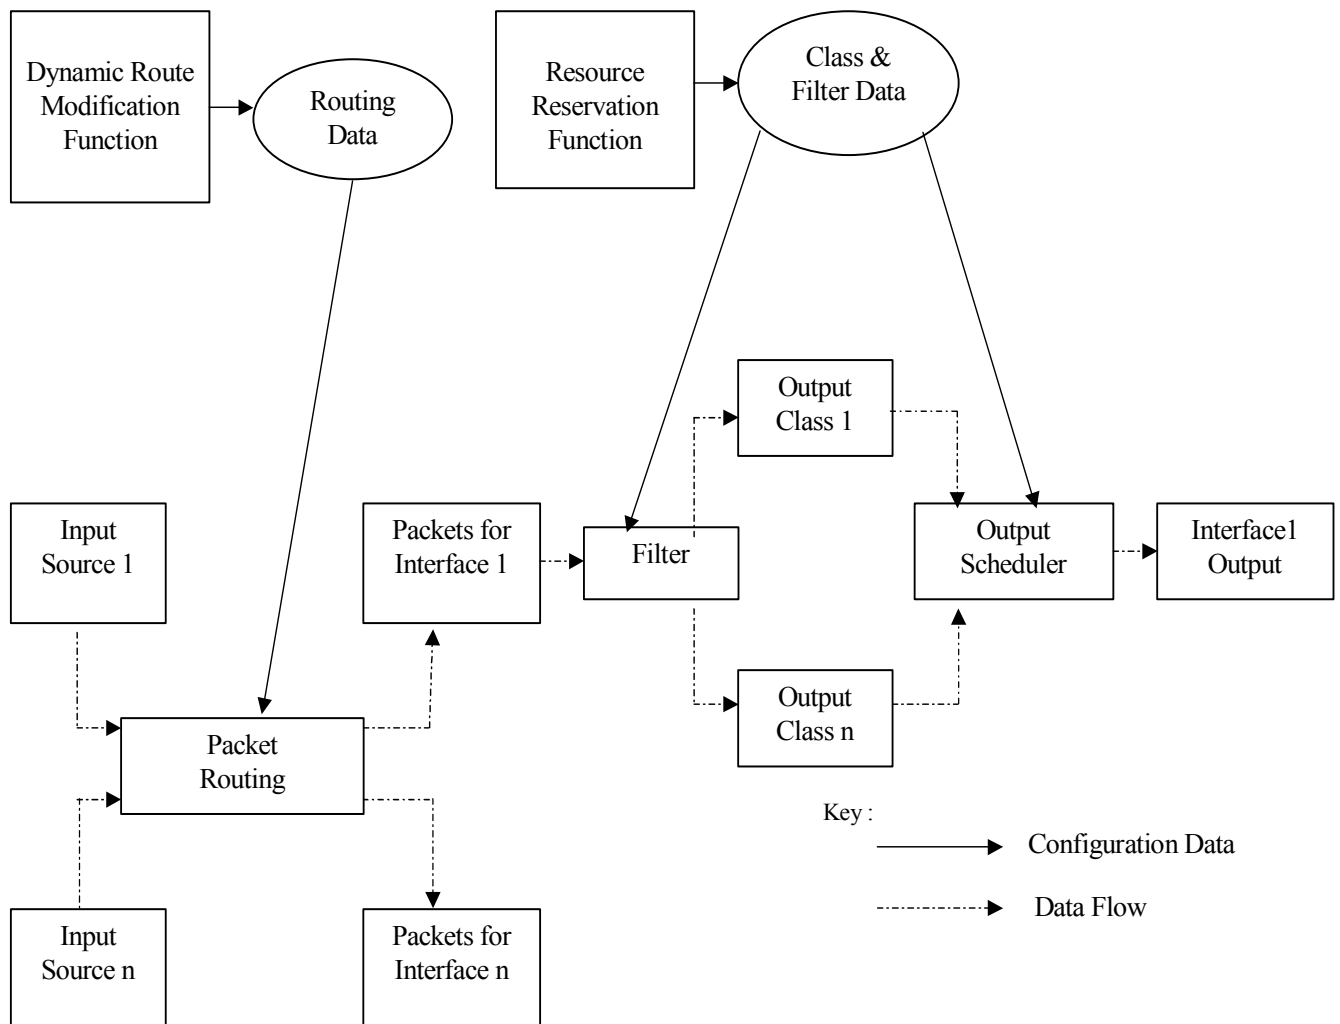 Dynamic Route
Modification
Function
Routing
Data
Resource
Reservation
Function
Class &
Filter Data
Output
Class 1
Input
Source 1
Packets for
Interface 1
Filter
Output
Scheduler
Interface1
Output
Output
Class n
Packet
Routing
Key :
Configuration Data
Data Flow
Input
Source n
Packets for
Interface n